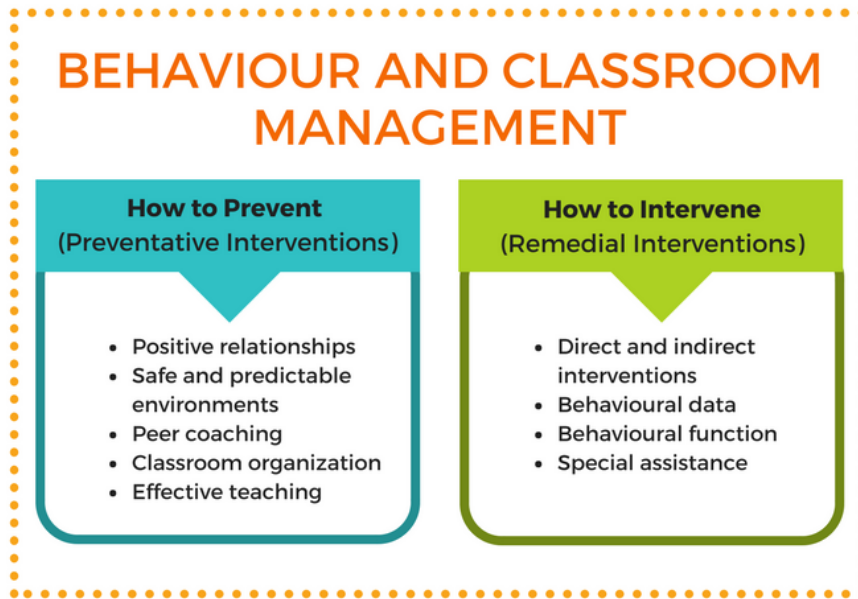 BEHAVIOUR AND CLASSROOM
MANAGEMENT
How to Prevent
(Preventative Interventions)
• Positive relationships
• Safe and predictable
environments
• Peer coaching
• Classroom organization
• Effective teaching
How to Intervene
(Remedial Interventions)
• Direct and indirect
interventions
• Behavioural data
• Behavioural function
• Special assistance